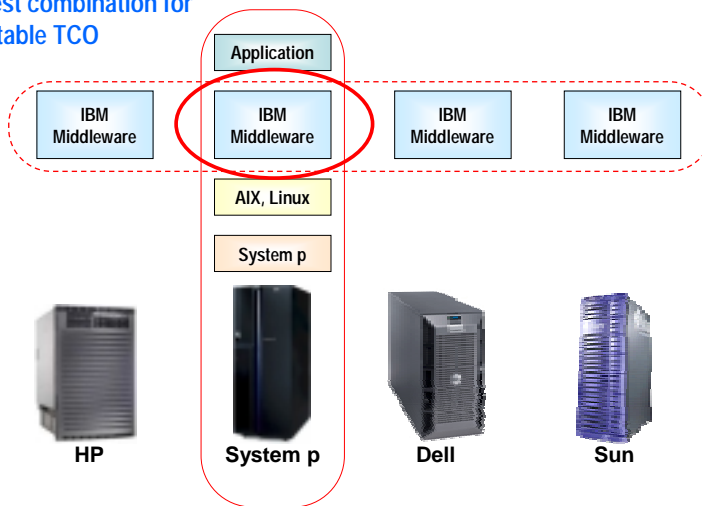 est combination for
table TCO
Application
IBM IBM IBM IBM
Middleware Middleware Middleware Middleware
AIX, Linux
System p
HP System p Dell Sun